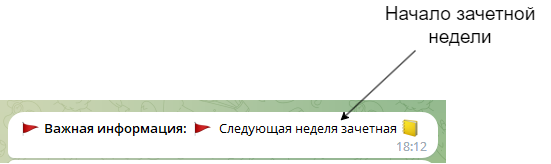 Начало зачетной
недели
🚩 Важная информация: 🚩 Следующая неделя зачетная 📒
18:12